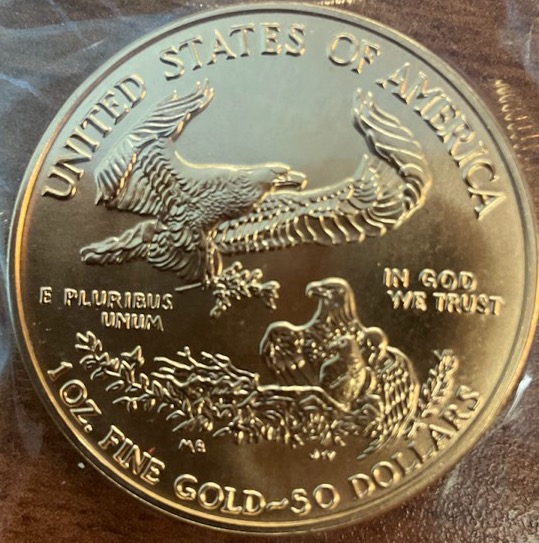 UNITED STATES OF AMERICA
E PLURIBUS
UNUM
IN GOD
WE TRUST
MB
JW
1 OZ. FINE GOLD~50 DOLLARS